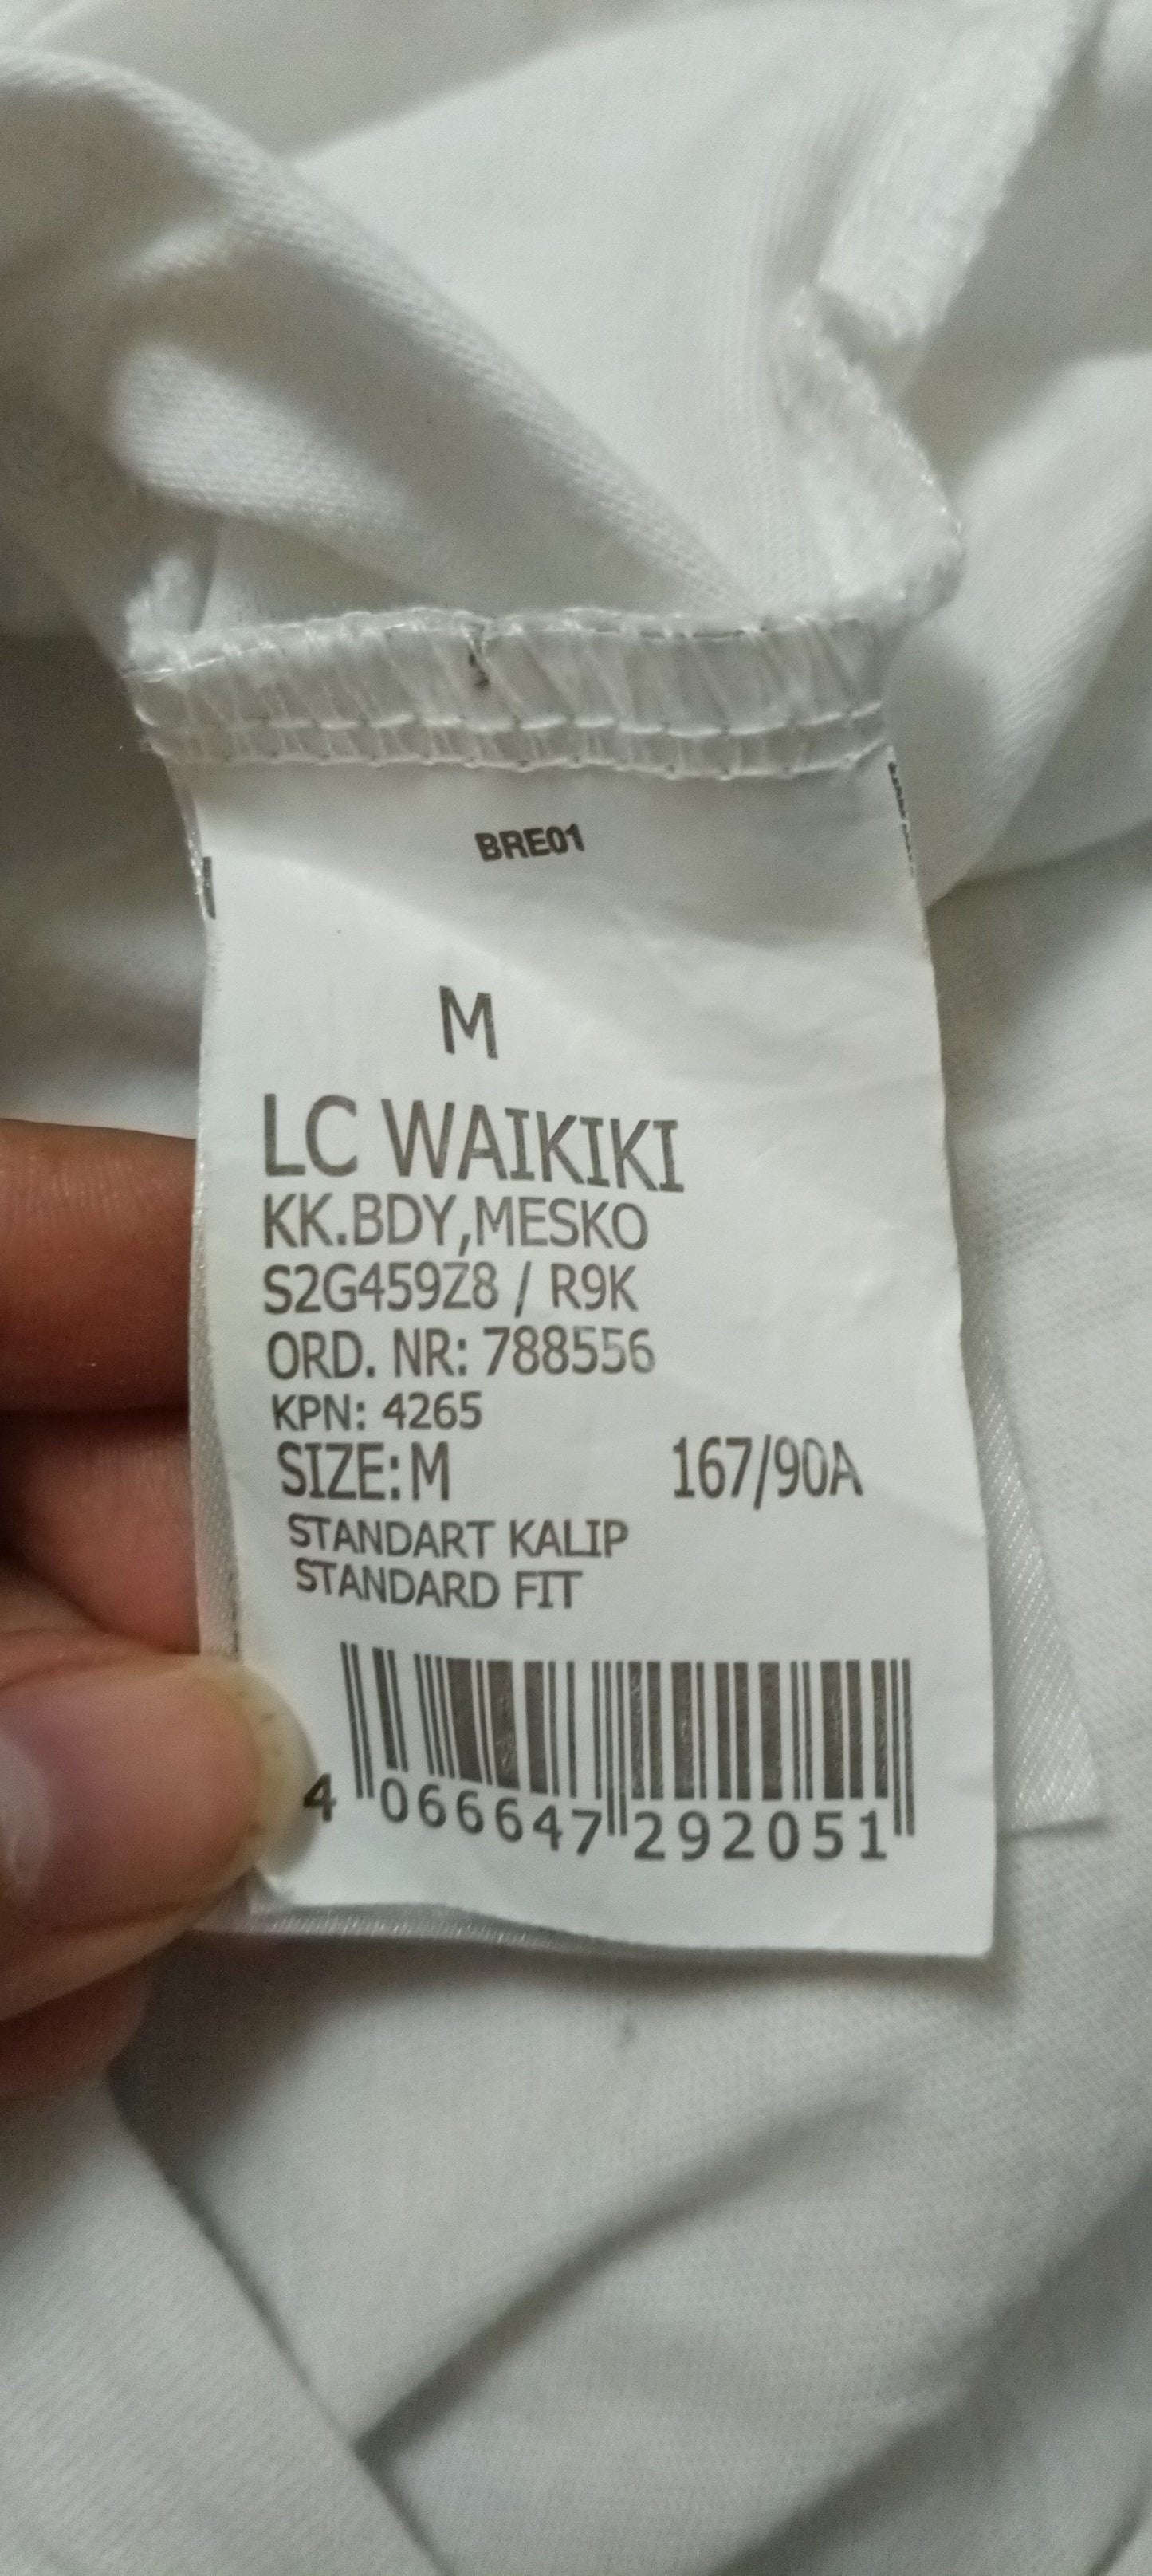 BRE01
M
LC WAIKIKI
KK.BDY,MESKO
S2G459Z8 / R9K
ORD. NR: 788556
KPN: 4265
SIZE: M 167/90A
STANDART KALIP
STANDARD FIT
4 066647 292051